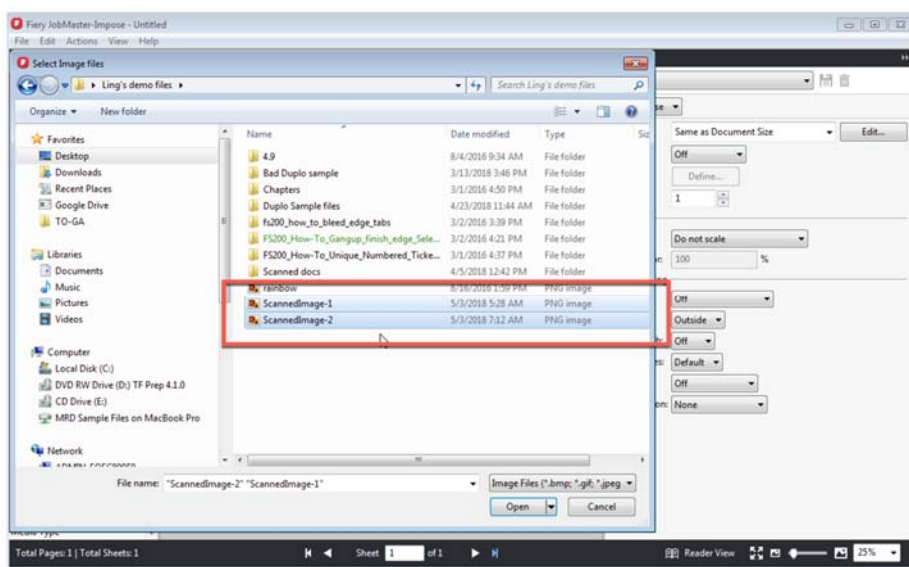 Fiery JobMaster-Impose - Untitled
File Edit Actions View Help
Select Image files
Ling's demo files
Search Ling's demo files
Organize New folder
Favorites
Desktop
Downloads
Recent Places
Google Drive
TO-GA
Libraries
Documents
Music
Pictures
Videos
Computer
Local Disk (C:)
DVD RW Drive (D:) TF Prep 4.1.0
CD Drive (E:)
MRD Sample Files on MacBook Pro
Network
Name Date modified Type
4.9 8/4/2016 9:34 AM File folder
Bad Duplo sample 3/13/2018 3:46 PM File folder
Chapters 3/1/2016 4:50 PM File folder
Duplo Sample files 4/23/2018 11:44 AM File folder
fs200_how_to_bleed_edge_tabs 3/2/2016 3:39 PM File folder
FS200_How-To_Gangup_finish_edge_Sele... 3/2/2016 4:21 PM File folder
FS200_How-To_Unique_Numbered_Ticke... 3/1/2016 4:37 PM File folder
Scanned docs 4/5/2018 12:42 PM File folder
rainbow 8/16/2016 1:59 PM PNG image
ScannedImage-1 5/3/2018 5:28 AM PNG image
ScannedImage-2 5/3/2018 7:12 AM PNG image
File name: "ScannedImage-2" "ScannedImage-1" Image Files (*.bmp; *.gif; *.jpeg
Open Cancel
Same as Document Size Edit...
Off
Define...
1
Do not scale
100 %
Off
Outside
Off
Default
Off
None
Total Pages: 1 | Total Sheets: 1 Sheet 1 of 1 Reader View 25%